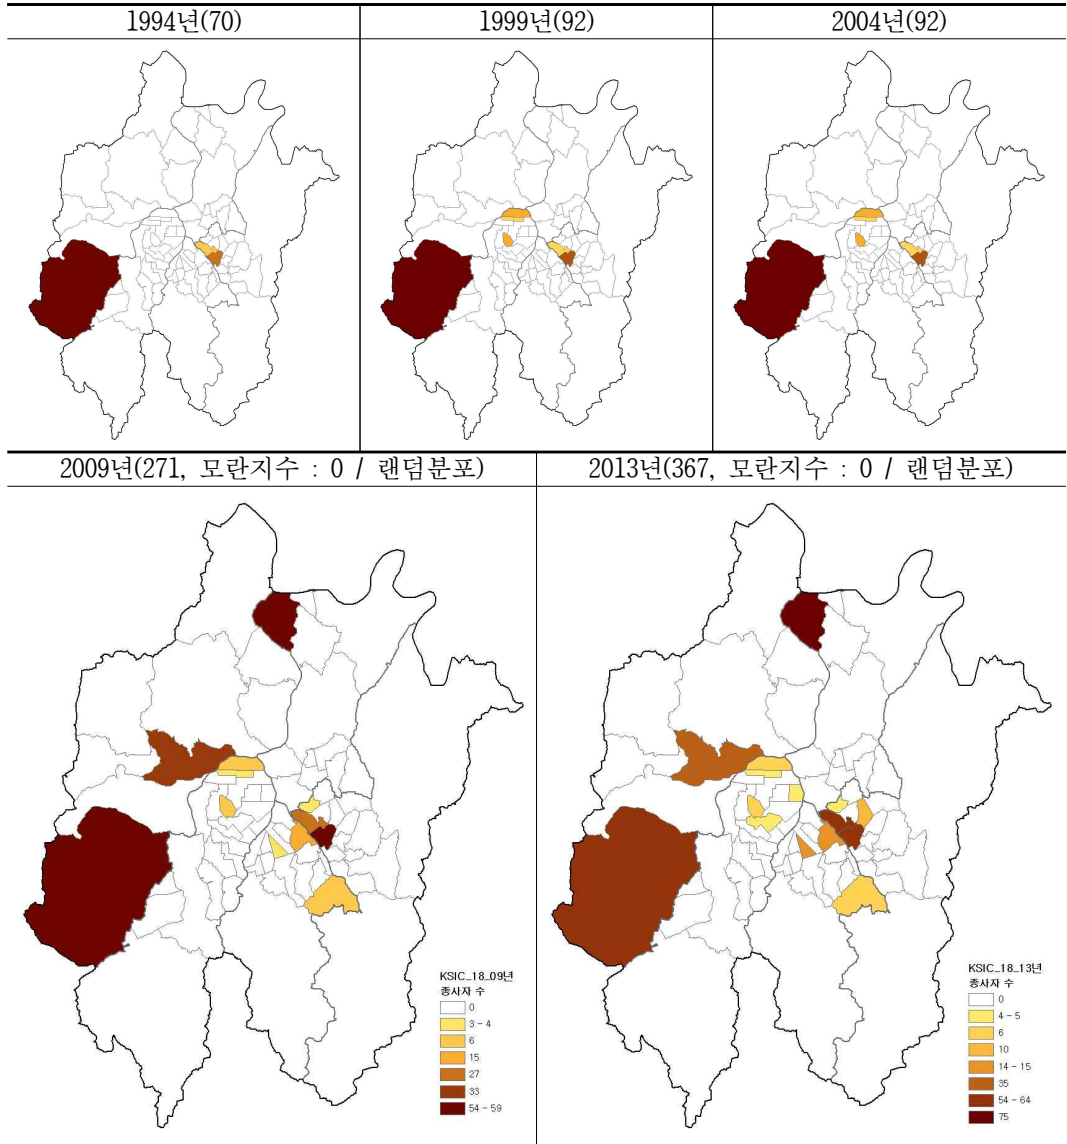 1994년(70)
1999년(92)
2004년(92)
2009년(271, 모란지수 : 0 / 랜덤분포)
2013년(367, 모란지수 : 0 / 랜덤분포)
KSIC_18_09년
종사자 수
0
3 - 4
6
15
27
33
54 - 59
KSIC_18_13년
종사자 수
0
4 - 5
6
10
14 - 15
35
54 - 64
75